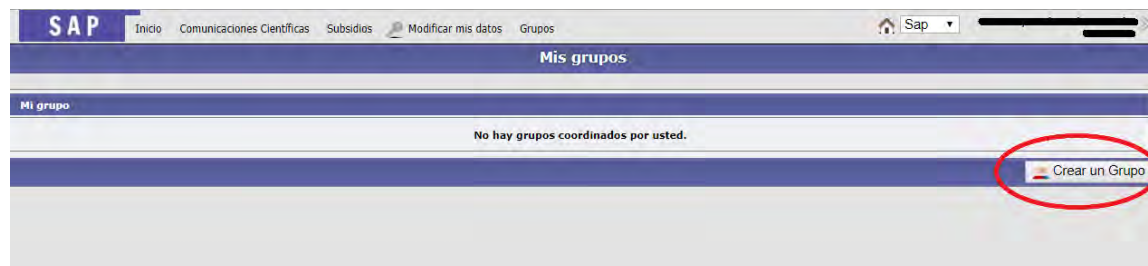 SAP Inicio Comunicaciones Científicas Subsidios Modificar mis datos Grupos Sap
Mis grupos
Mi grupo
No hay grupos coordinados por usted.
Crear un Grupo